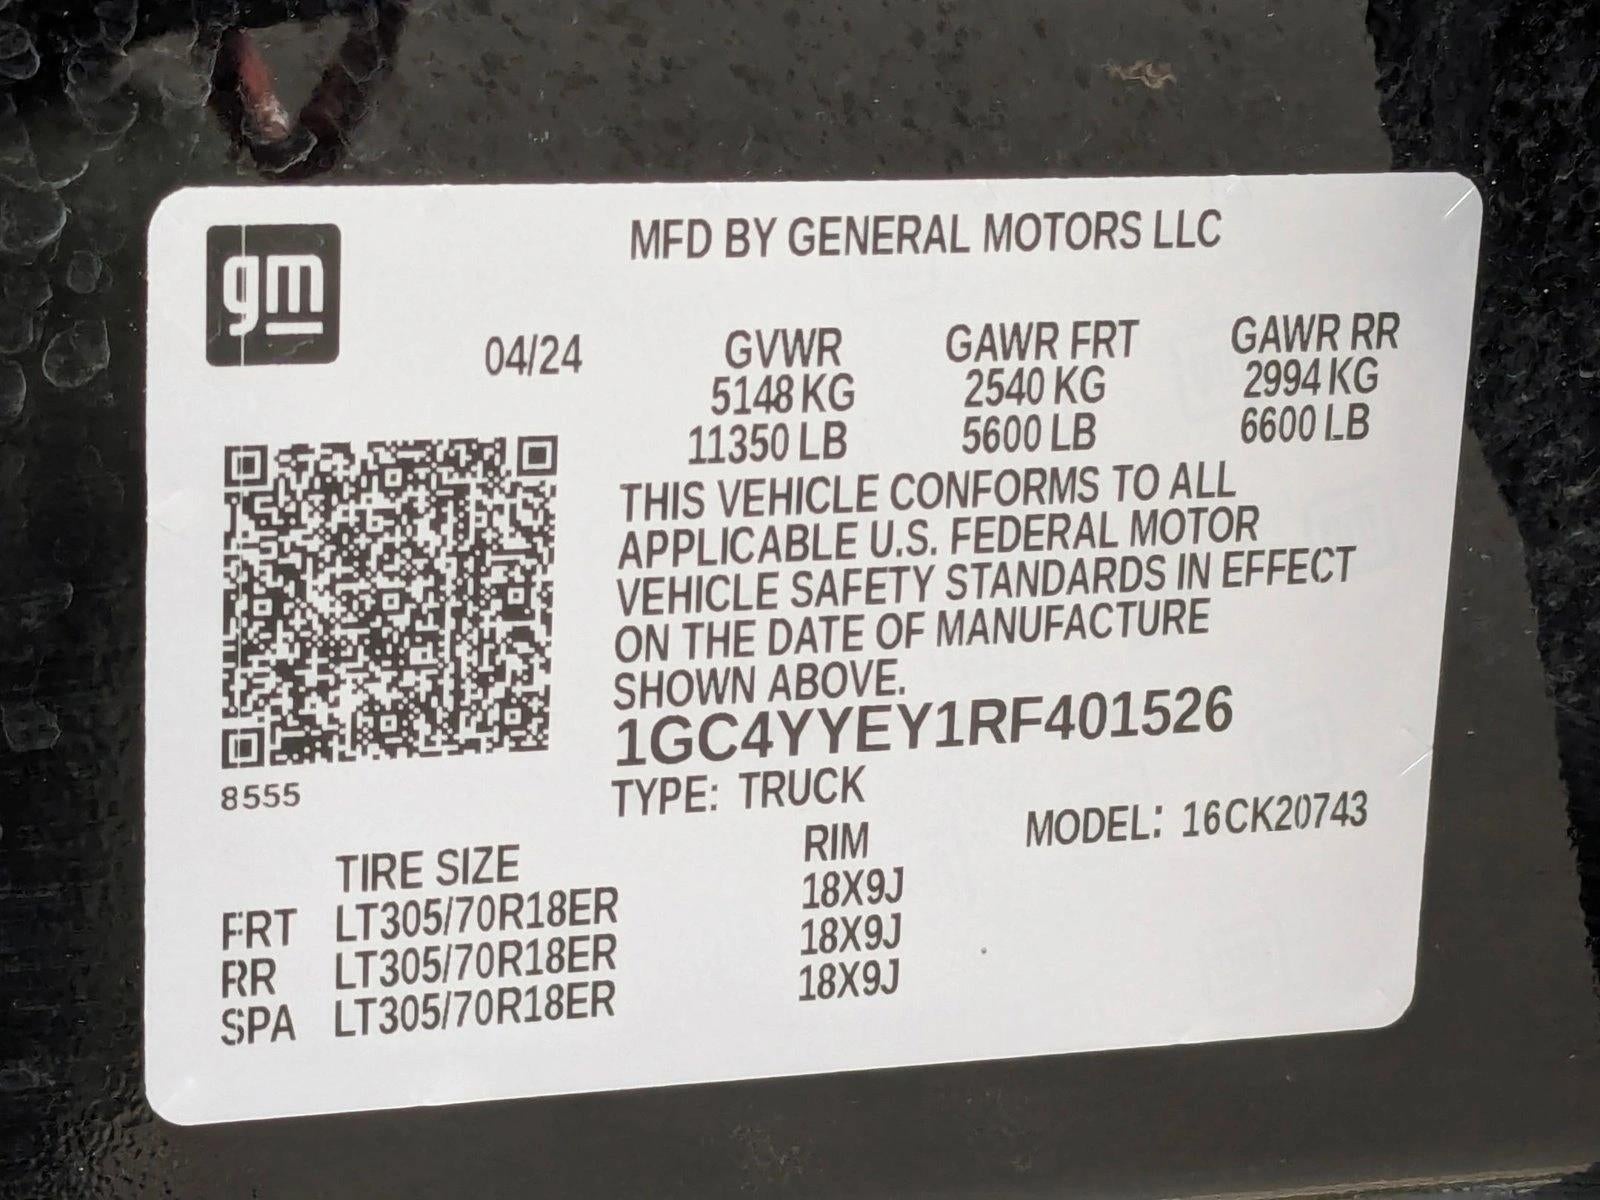 gm
MFD BY GENERAL MOTORS LLC
04/24 GVWR GAWR FRT GAWR RR
5148 KG 2540 KG 2994 KG
11350 LB 5600 LB 6600 LB
THIS VEHICLE CONFORMS TO ALL
APPLICABLE U.S. FEDERAL MOTOR
VEHICLE SAFETY STANDARDS IN EFFECT
ON THE DATE OF MANUFACTURE
SHOWN ABOVE.
1GC4YYEY1RF401526
8555
TYPE: TRUCK
MODEL: 16CK20743
TIRE SIZE RIM
FRT LT305/70R18ER 18X9J
RR LT305/70R18ER 18X9J
SPA LT305/70R18ER 18X9J